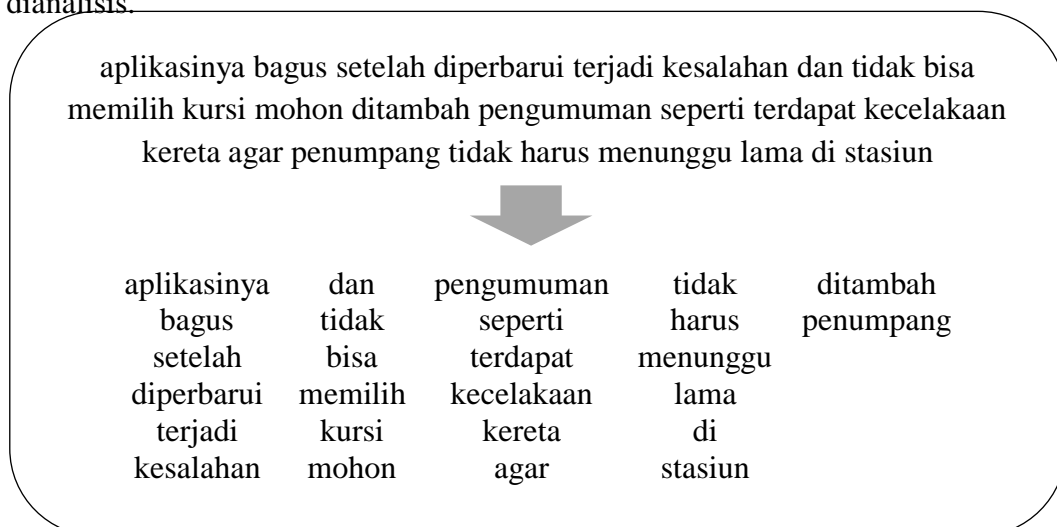 dianalisis.
aplikasinya bagus setelah diperbarui terjadi kesalahan dan tidak bisa
memilih kursi mohon ditambah pengumuman seperti terdapat kecelakaan
kereta agar penumpang tidak harus menunggu lama di stasiun
aplikasinya dan pengumuman tidak ditambah
bagus tidak seperti harus penumpang
setelah bisa terdapat menunggu
diperbarui memilih kecelakaan lama
terjadi kursi kereta di
kesalahan mohon agar stasiun